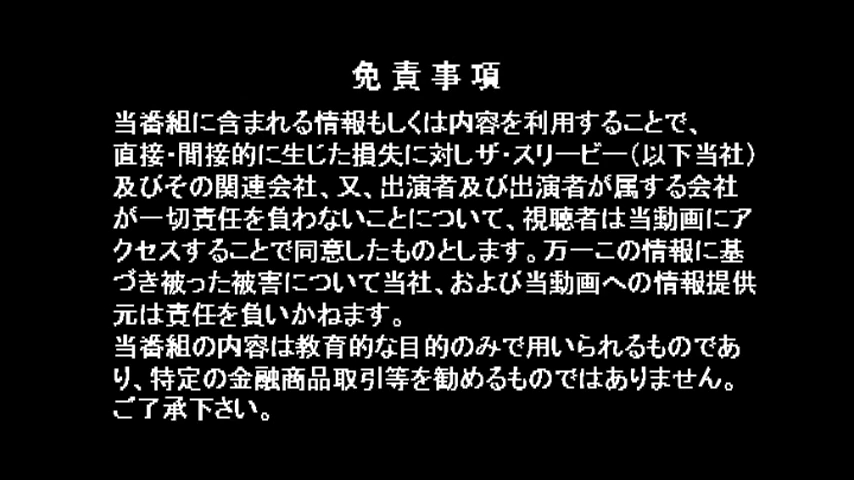 免責事項
当番組に含まれる情報もしくは内容を利用することで、
直接・間接的に生じた損失に対しザ・スリービー（以下当社）
及びその関連会社、又、出演者及び出演者が属する会社
が一切責任を負わないことについて、視聴者は当動画にア
クセスすることで同意したものとします。万一この情報に基
づき被った被害について当社、および当動画への情報提供
元は責任を負いかねます。
当番組の内容は教育的な目的のみで用いられるものであ
り、特定の金融商品取引等を勧めるものではありません。
ご了承下さい。